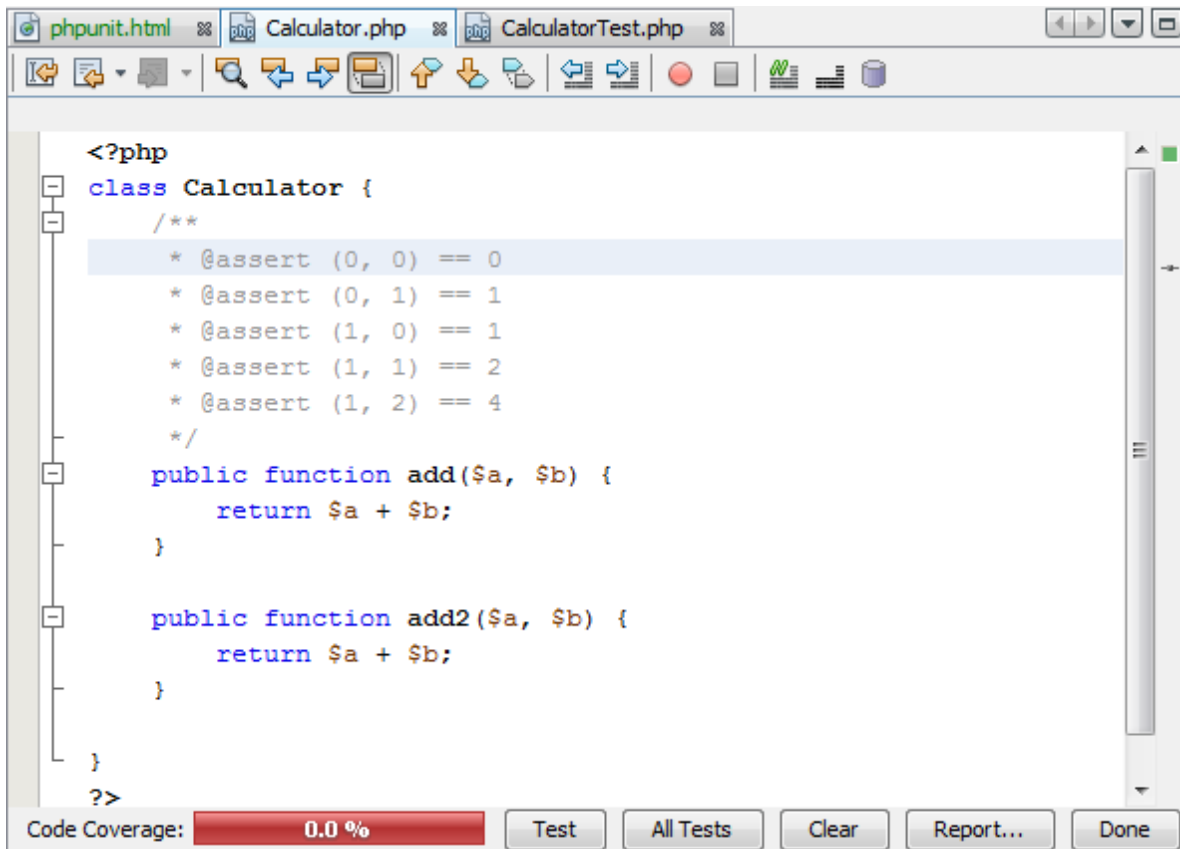 phpunit.html Calculator.php CalculatorTest.php
<?php
class Calculator {
    /**
     * @assert (0, 0) == 0
     * @assert (0, 1) == 1
     * @assert (1, 0) == 1
     * @assert (1, 1) == 2
     * @assert (1, 2) == 4
     */
    public function add($a, $b) {
        return $a + $b;
    }
    public function add2($a, $b) {
        return $a + $b;
    }
}
?>
Code Coverage: 0.0 % Test All Tests Clear Report... Done